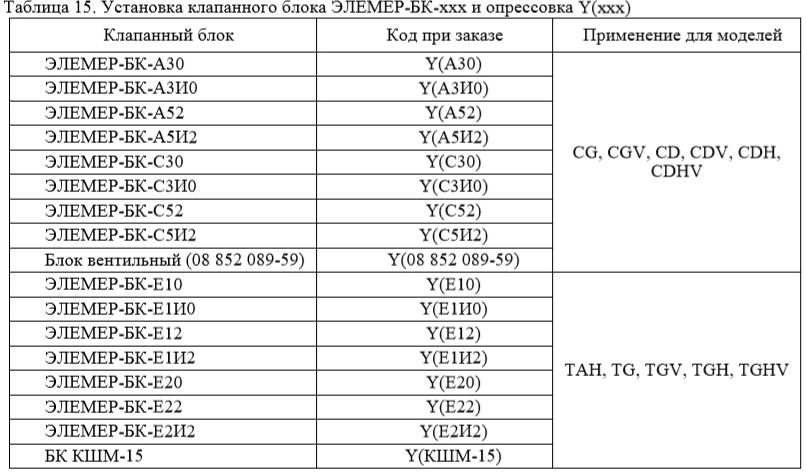 Таблица 15. Установка клапанного блока ЭЛЕМЕР-БК-xxx и опрессовка Y(xxx)
Клапанный блок Код при заказе Применение для моделей
ЭЛЕМЕР-БК-А30 Y(А30)
ЭЛЕМЕР-БК-А3И0 Y(А3И0)
ЭЛЕМЕР-БК-А52 Y(А52)
ЭЛЕМЕР-БК-А5И2 Y(А5И2)
ЭЛЕМЕР-БК-С30 Y(С30)
ЭЛЕМЕР-БК-С3И0 Y(С3И0)
ЭЛЕМЕР-БК-С52 Y(С52)
ЭЛЕМЕР-БК-С5И2 Y(С5И2)
Блок вентильный (08 852 089-59) Y(08 852 089-59)
CG, CGV, CD, CDV, CDH,
CDHV
ЭЛЕМЕР-БК-Е10 Y(Е10)
ЭЛЕМЕР-БК-Е1И0 Y(Е1И0)
ЭЛЕМЕР-БК-Е12 Y(Е12)
ЭЛЕМЕР-БК-Е1И2 Y(Е1И2)
ЭЛЕМЕР-БК-Е20 Y(Е20)
ЭЛЕМЕР-БК-Е22 Y(Е22)
ЭЛЕМЕР-БК-Е2И2 Y(Е2И2)
БК КШМ-15 Y(КШМ-15)
TAH, TG, TGV, TGH, TGHV